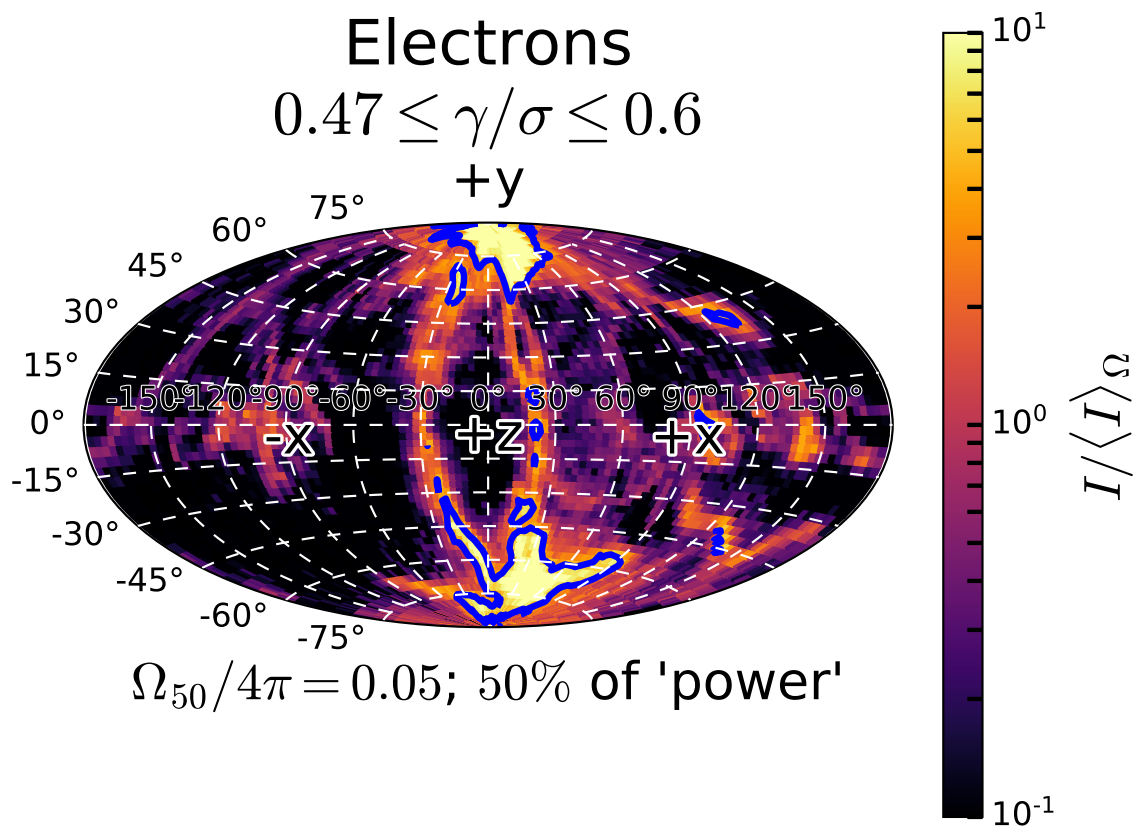 Electrons
0.47 ≤ γ/σ ≤ 0.6
+y
75°
60°
45°
30°
15°
0°
-15°
-30°
-45°
-60°
-75°
-150° -120° -90° -60° -30° 0° 30° 60° 90° 120° 150°
-x +z +x
Ω₅₀/4π = 0.05; 50% of 'power'
10¹
10⁰
10⁻¹
I/⟨I⟩_Ω